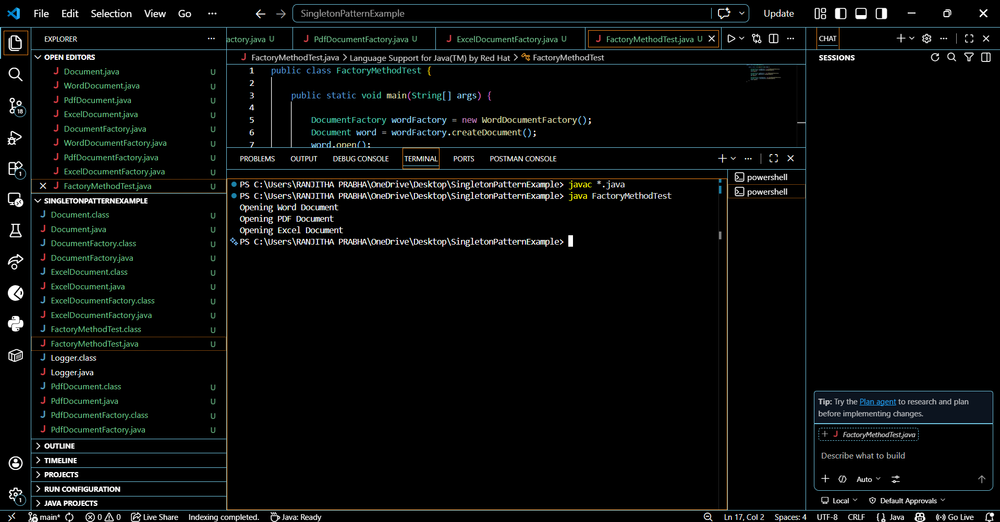 File Edit Selection View Go ···
SingletonPatternExample
Update
EXPLORER ···
OPEN EDITORS
Document.java U
WordDocument.java U
PdfDocument.java U
ExcelDocument.java U
DocumentFactory.java U
WordDocumentFactory.java U
PdfDocumentFactory.java U
ExcelDocumentFactory.java U
FactoryMethodTest.java U
SINGLETONPATTERNEXAMPLE
Document.class U
Document.java U
DocumentFactory.class U
DocumentFactory.java U
ExcelDocument.class U
ExcelDocument.java U
ExcelDocumentFactory.class U
ExcelDocumentFactory.java U
FactoryMethodTest.class U
FactoryMethodTest.java U
Logger.class
Logger.java
PdfDocument.class U
PdfDocument.java U
PdfDocumentFactory.class U
PdfDocumentFactory.java U
OUTLINE
TIMELINE
PROJECTS
RUN CONFIGURATION
JAVA PROJECTS
18
1
1
actory.java U PdfDocumentFactory.java U ExcelDocumentFactory.java U FactoryMethodTest.java U
FactoryMethodTest.java > Language Support for Java(TM) by Red Hat > FactoryMethodTest
1 public class FactoryMethodTest {
2
3 public static void main(String[] args) {
4
5 DocumentFactory wordFactory = new WordDocumentFactory();
6 Document word = wordFactory.createDocument();
7 word.open();
PROBLEMS OUTPUT DEBUG CONSOLE TERMINAL PORTS POSTMAN CONSOLE
PS C:\Users\RANJITHA PRABHA\OneDrive\Desktop\SingletonPatternExample> javac *.java
PS C:\Users\RANJITHA PRABHA\OneDrive\Desktop\SingletonPatternExample> java FactoryMethodTest
Opening Word Document
Opening PDF Document
Opening Excel Document
PS C:\Users\RANJITHA PRABHA\OneDrive\Desktop\SingletonPatternExample>
powershell
powershell
CHAT
SESSIONS
Tip: Try the Plan agent to research and plan
before implementing changes.
FactoryMethodTest.java
Describe what to build
Auto
Local Default Approvals
main* 0 0 Live Share Indexing completed. Java: Ready Ln 17, Col 2 Spaces: 4 UTF-8 CRLF {} Java Go Live